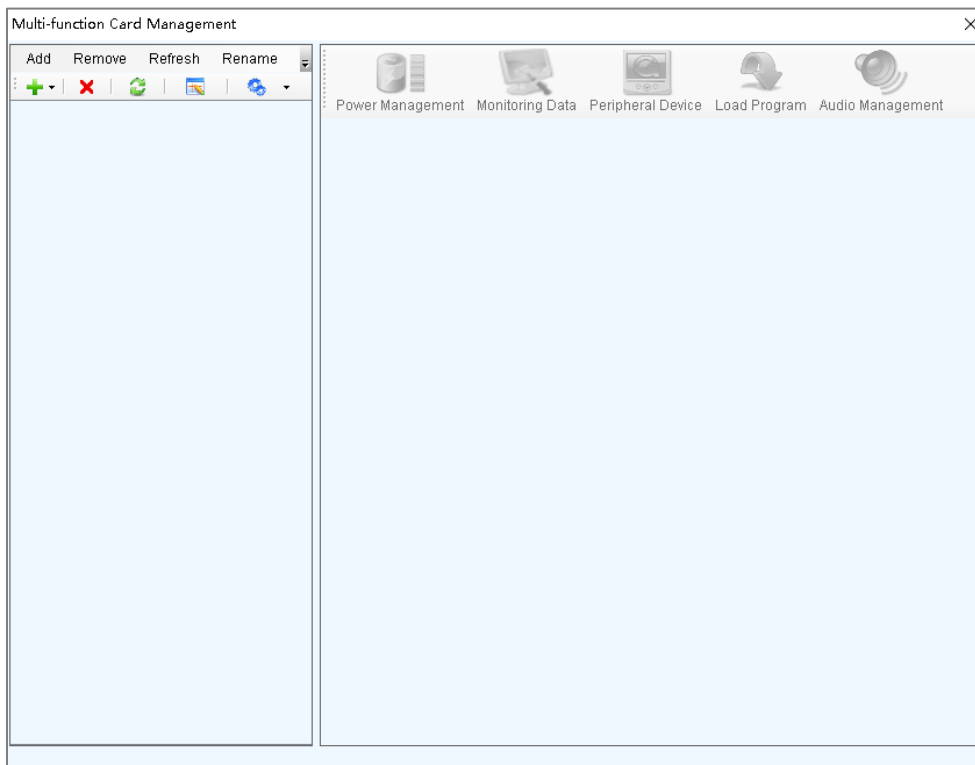 Multi-function Card Management
Add Remove Refresh Rename
Power Management Monitoring Data Peripheral Device Load Program Audio Management